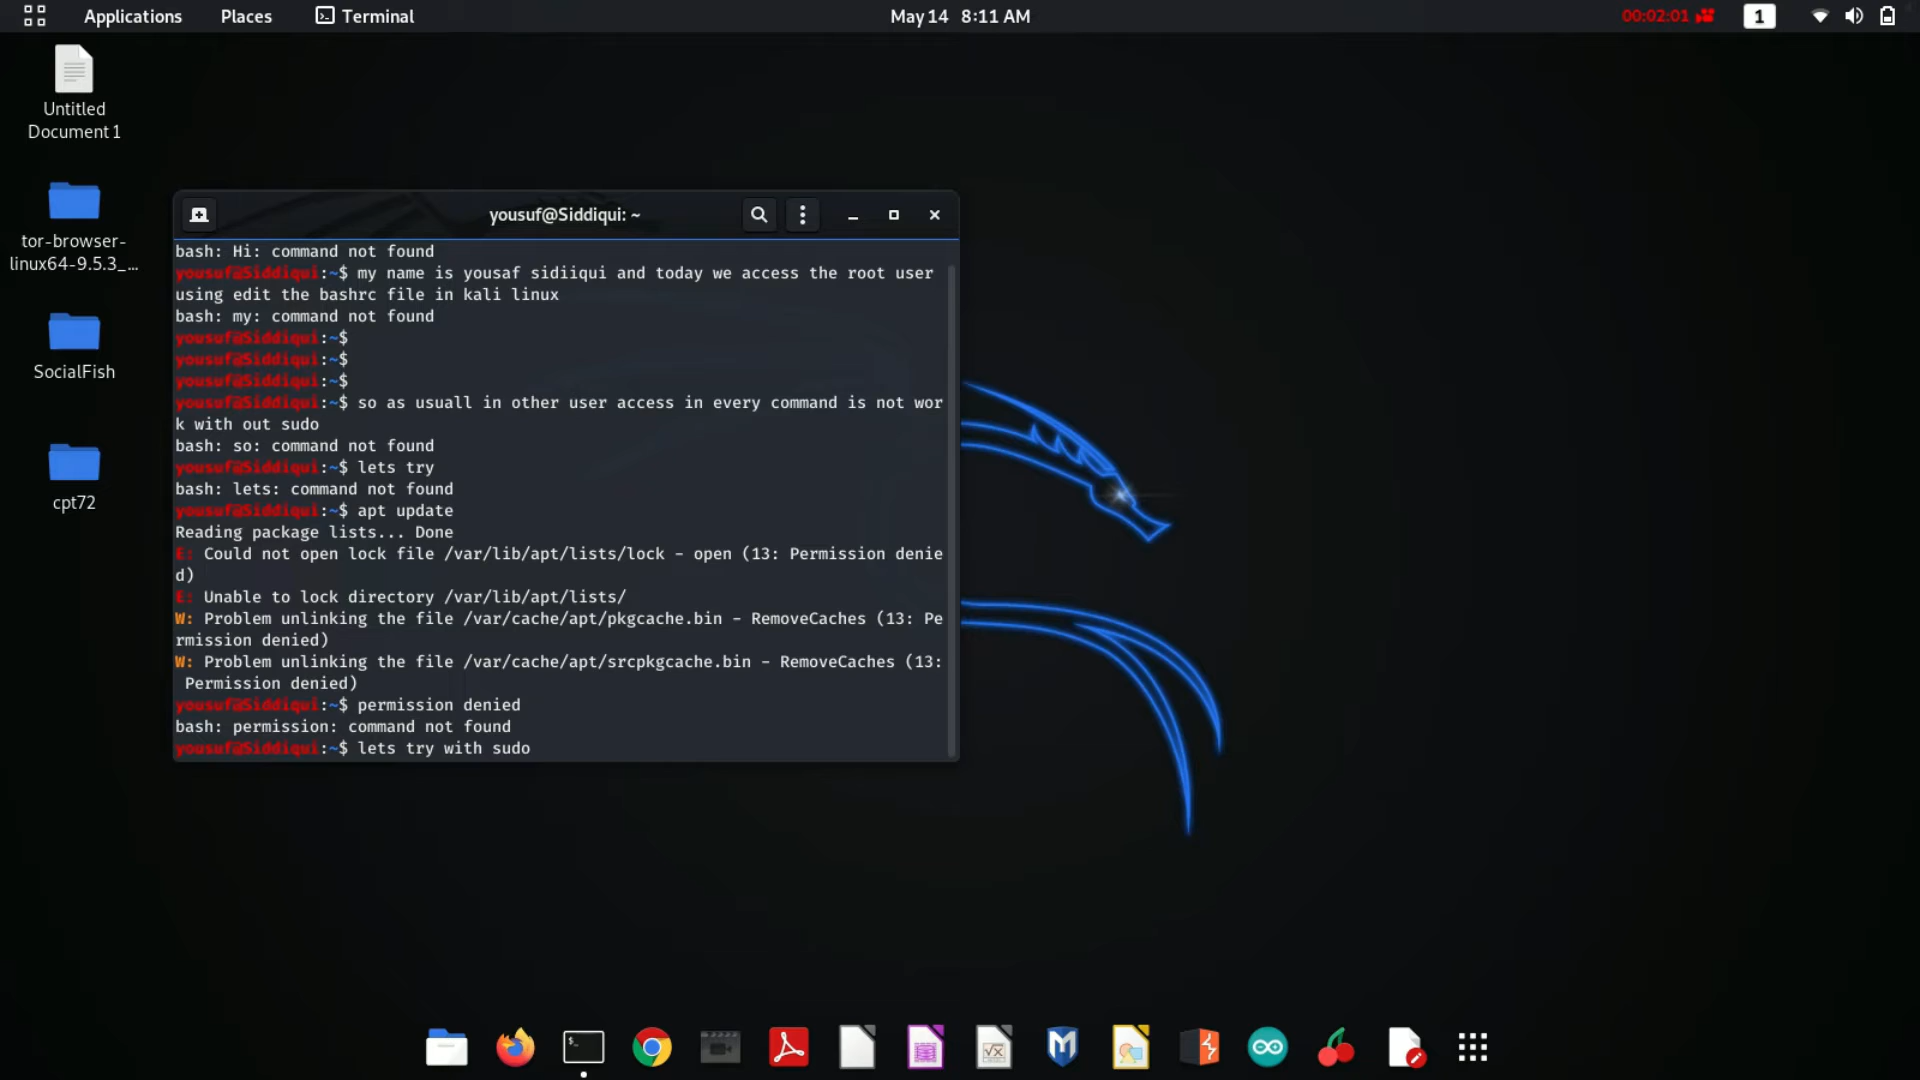 Applications Places Terminal May 14 8:11 AM 00:02:01 1
Untitled
Document 1
tor-browser-
linux64-9.5.3_...
SocialFish
cpt72
yousuf@Siddiqui: ~
bash: Hi: command not found
yousuf@Siddiqui:~$ my name is yousaf sidiiqui and today we access the root user
using edit the bashrc file in kali linux
bash: my: command not found
yousuf@Siddiqui:~$
yousuf@Siddiqui:~$
yousuf@Siddiqui:~$
yousuf@Siddiqui:~$ so as usuall in other user access in every command is not wor
k with out sudo
bash: so: command not found
yousuf@Siddiqui:~$ lets try
bash: lets: command not found
yousuf@Siddiqui:~$ apt update
Reading package lists... Done
E: Could not open lock file /var/lib/apt/lists/lock - open (13: Permission denie
d)
E: Unable to lock directory /var/lib/apt/lists/
W: Problem unlinking the file /var/cache/apt/pkgcache.bin - RemoveCaches (13: Pe
rmission denied)
W: Problem unlinking the file /var/cache/apt/srcpkgcache.bin - RemoveCaches (13:
Permission denied)
yousuf@Siddiqui:~$ permission denied
bash: permission: command not found
yousuf@Siddiqui:~$ lets try with sudo